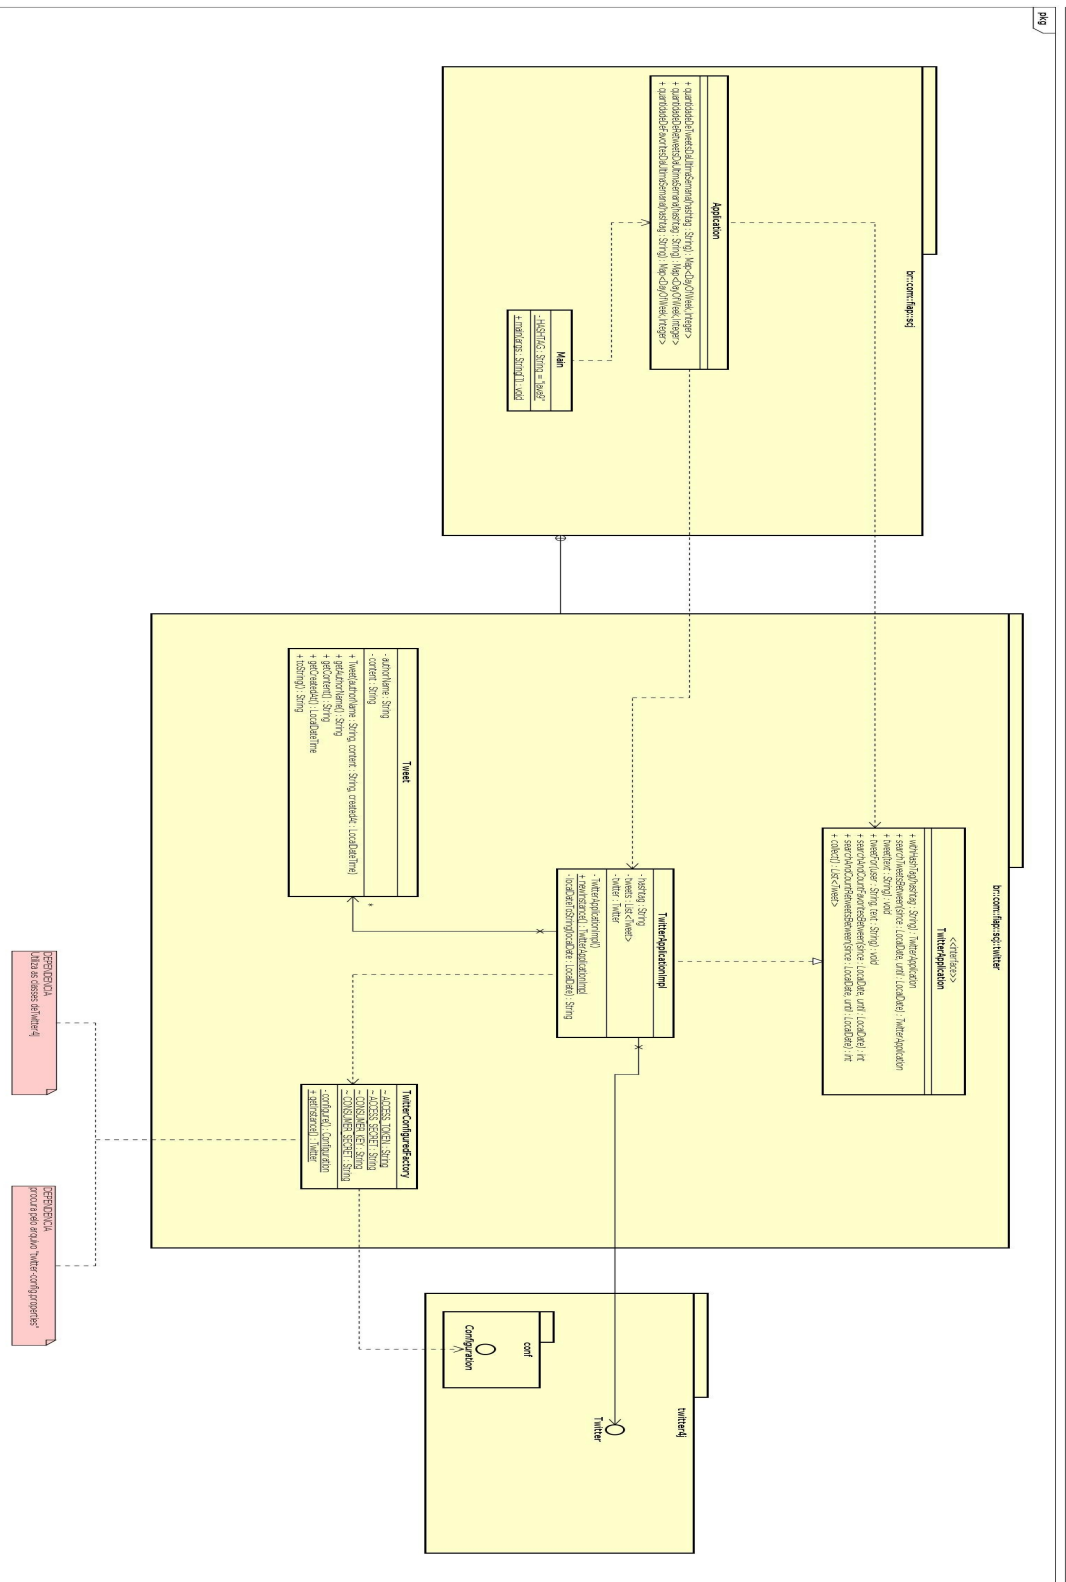 pkg
br::com::fiap::scj
Application
+ quantidadeDeTweetsDaUltimaSemana(hashtag : String) : Map<DayOfWeek,Integer>
+ quantidadeDeRetweetsDaUltimaSemana(hashtag : String) : Map<DayOfWeek,Integer>
+ quantidadeDeFavoritesDaUltimaSemana(hashtag : String) : Map<DayOfWeek,Integer>
Main
- HASHTAG : String = "Java9"
+ main(args : String[]) : void
br::com::fiap::scj::twitter
<<interface>>
TwitterApplication
+ withHashTag(hashtag : String) : TwitterApplication
+ searchTweetsBetween(since : LocalDate, until : LocalDate) : TwitterApplication
+ tweet(text : String) : void
+ tweetFor(user : String, text : String) : void
+ searchAndCountFavoritesBetween(since : LocalDate, until : LocalDate) : int
+ searchAndCountRetweetsBetween(since : LocalDate, until : LocalDate) : int
+ collect() : List<Tweet>
TwitterApplicationImpl
- hashtag : String
- tweets : List<Tweet>
- twitter : Twitter
- TwitterApplicationImpl()
+ newInstance() : TwitterApplicationImpl
- localDateToString(localDate : LocalDate) : String
Tweet
- authorName : String
- content : String
+ Tweet(authorName : String, content : String, createdAt : LocalDateTime)
+ getAuthorName() : String
+ getContent() : String
+ getCreatedAt() : LocalDateTime
+ toString() : String
*
TwitterConfiguredFactory
~ ACCESS_TOKEN : String
~ ACCESS_SECRET : String
~ CONSUMER_KEY : String
~ CONSUMER_SECRET : String
- configure() : Configuration
+ getInstance() : Twitter
twitter4j
Twitter
conf
Configuration
DEPENDENCIA
Utiliza as classes deTwitter4j
DEPENDENCIA
procura pelo arquivo "twitter-config.properties"